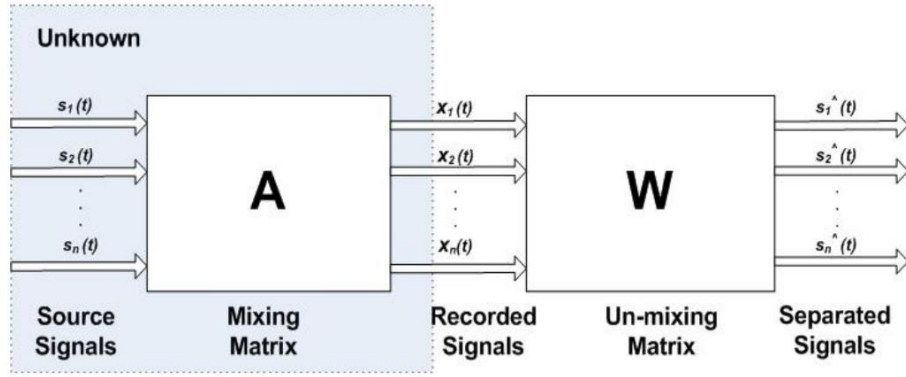 Unknown
s1(t) x1(t) s1^(t)
s2(t) x2(t) s2^(t)
A W
sn(t) xn(t) sn^(t)
Source Signals Mixing Matrix Recorded Signals Un-mixing Matrix Separated Signals